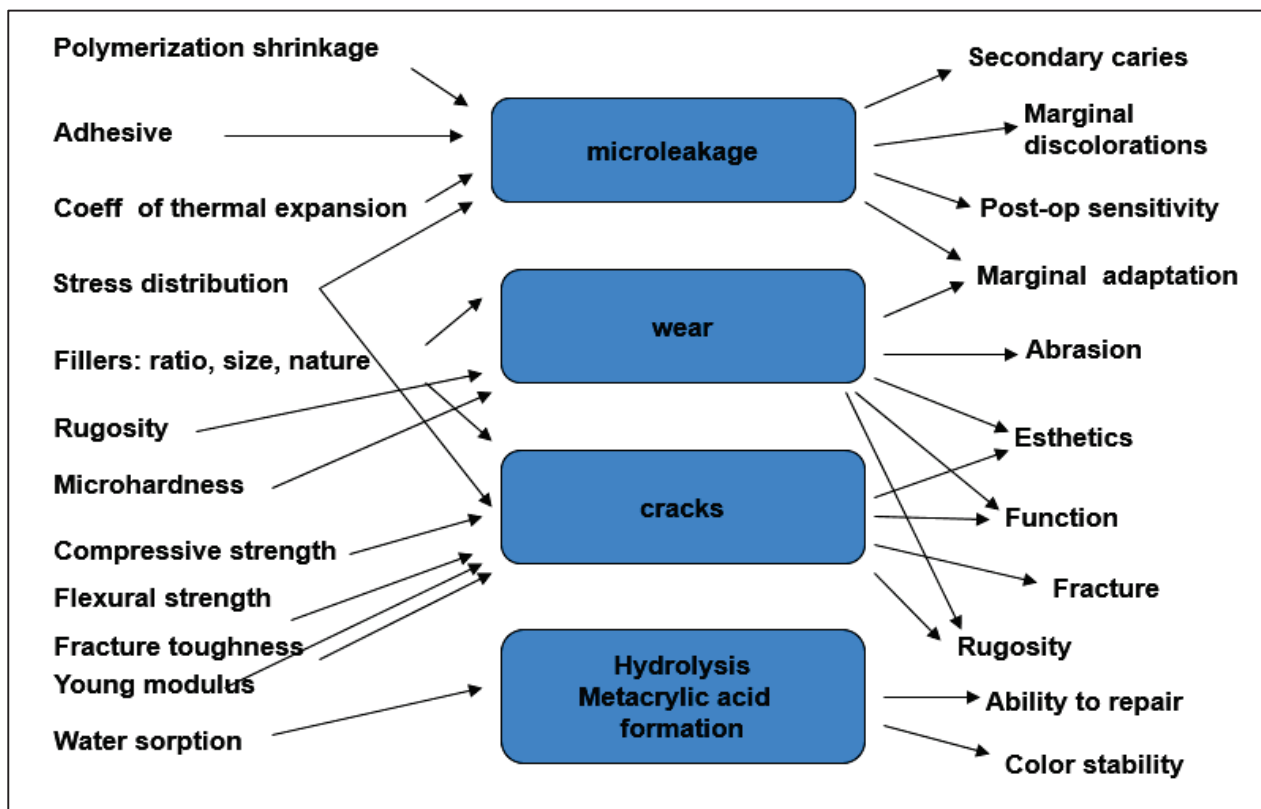 Polymerization shrinkage
Adhesive
Coeff of thermal expansion
Stress distribution
Fillers: ratio, size, nature
Rugosity
Microhardness
Compressive strength
Flexural strength
Fracture toughness
Young modulus
Water sorption
microleakage
wear
cracks
Hydrolysis
Metacrylic acid
formation
Secondary caries
Marginal
discolorations
Post-op sensitivity
Marginal adaptation
Abrasion
Esthetics
Function
Fracture
Rugosity
Ability to repair
Color stability